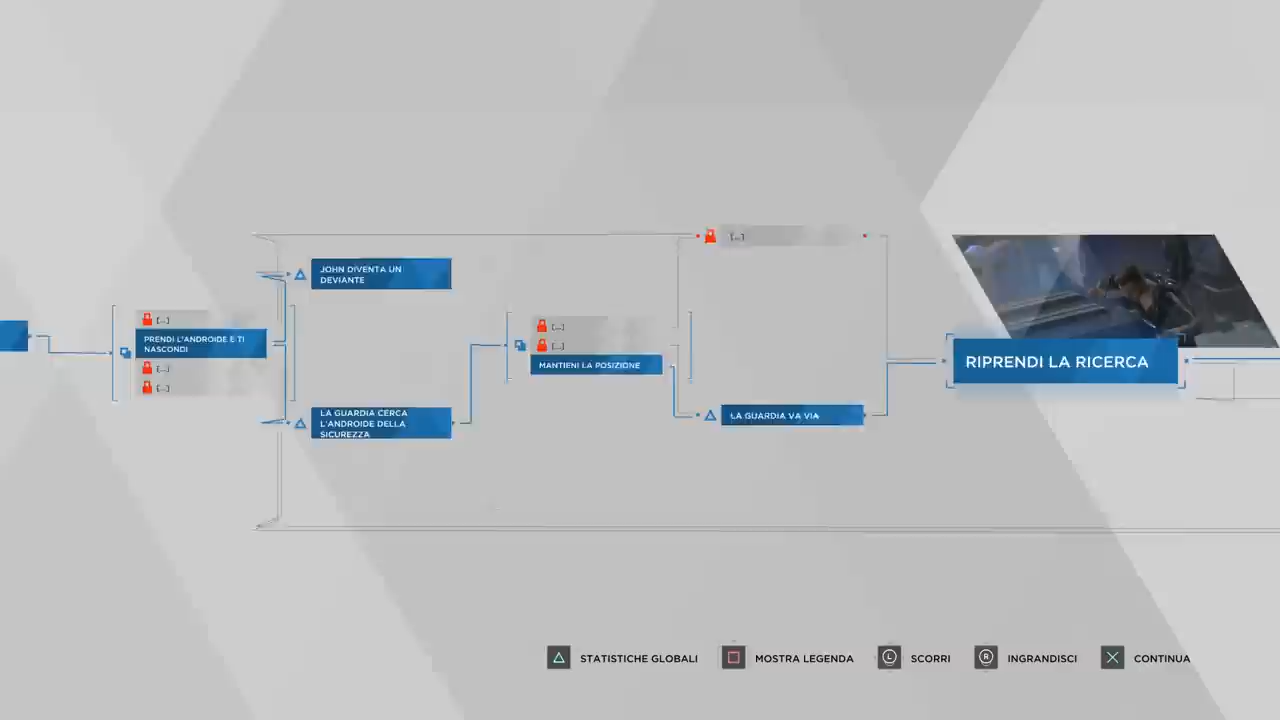 [...]
PRENDI L'ANDROIDE E TI
NASCONDI
[...]
[...]
JOHN DIVENTA UN
DEVIANTE
LA GUARDIA CERCA
L'ANDROIDE DELLA
SICUREZZA
[...]
[...]
MANTIENI LA POSIZIONE
[...]
LA GUARDIA VA VIA
RIPRENDI LA RICERCA
STATISTICHE GLOBALI
MOSTRA LEGENDA
L
SCORRI
R
INGRANDISCI
CONTINUA